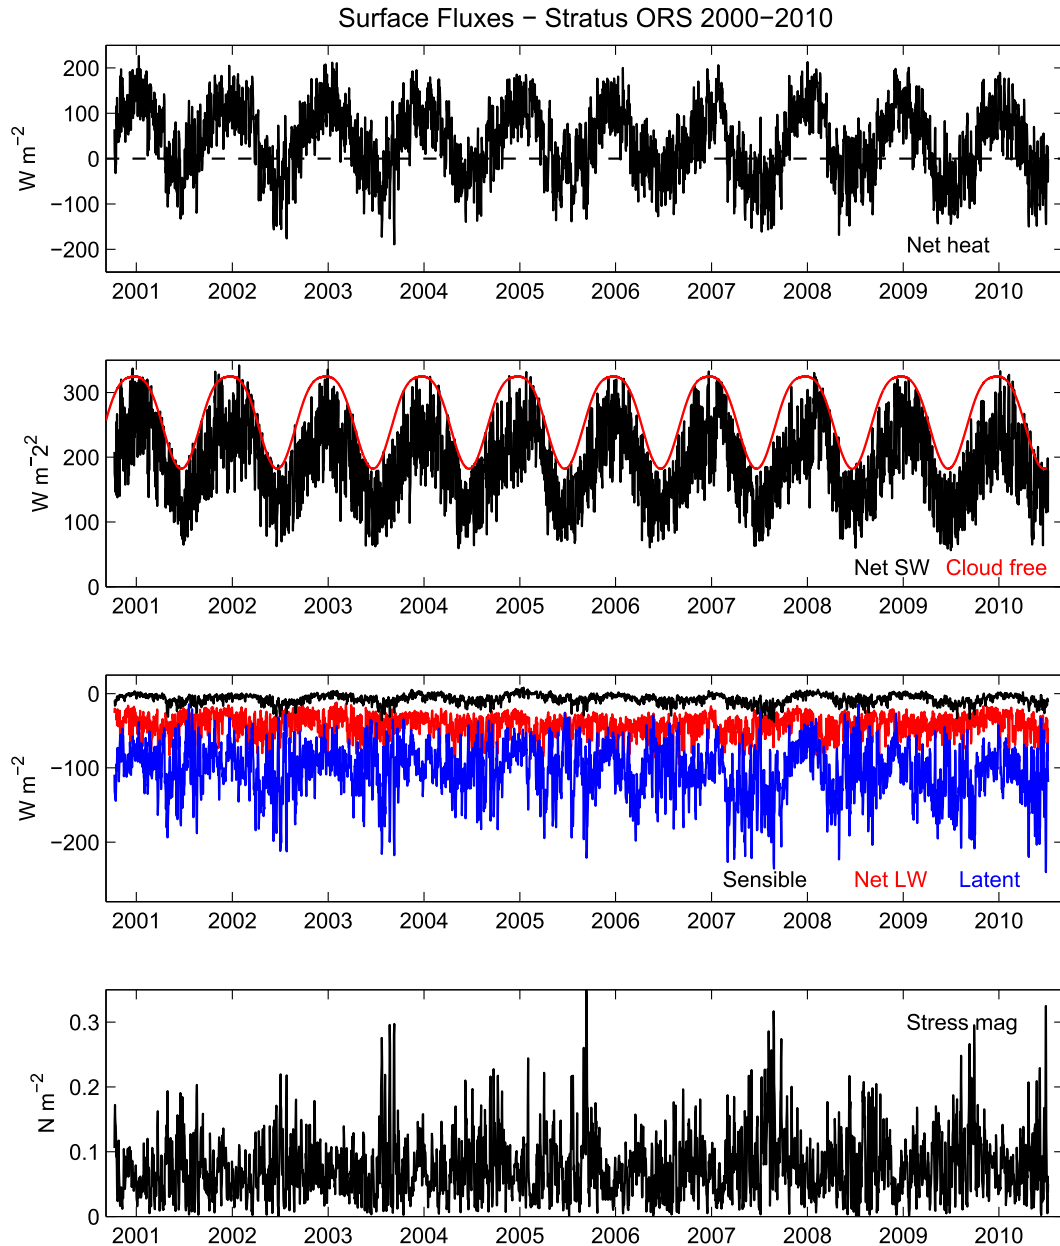 Surface Fluxes − Stratus ORS 2000−2010
200
100
0
−100
−200
W m⁻²
Net heat
2001 2002 2003 2004 2005 2006 2007 2008 2009 2010
300
200
100
0
W m⁻2²
Net SW Cloud free
2001 2002 2003 2004 2005 2006 2007 2008 2009 2010
0
−100
−200
W m⁻²
Sensible Net LW Latent
2001 2002 2003 2004 2005 2006 2007 2008 2009 2010
0.3
0.2
0.1
0
N m⁻²
Stress mag
2001 2002 2003 2004 2005 2006 2007 2008 2009 2010